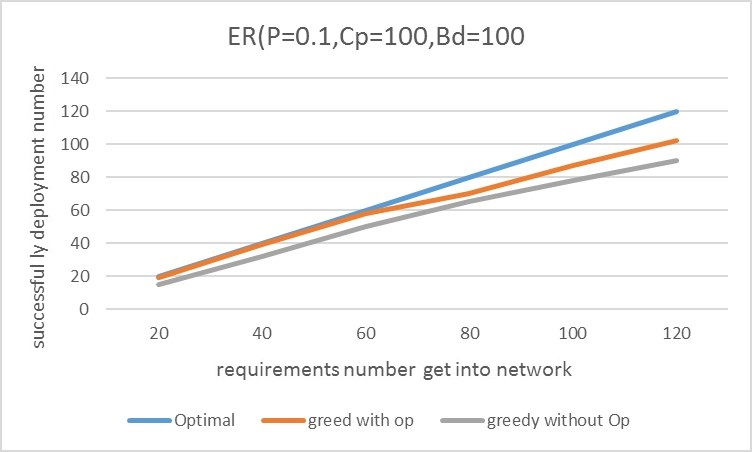 ER(P=0.1,Cp=100,Bd=100
successful ly deployment number
140
120
100
80
60
40
20
0
20 40 60 80 100 120
requirements number get into network
Optimal greed with op greedy without Op